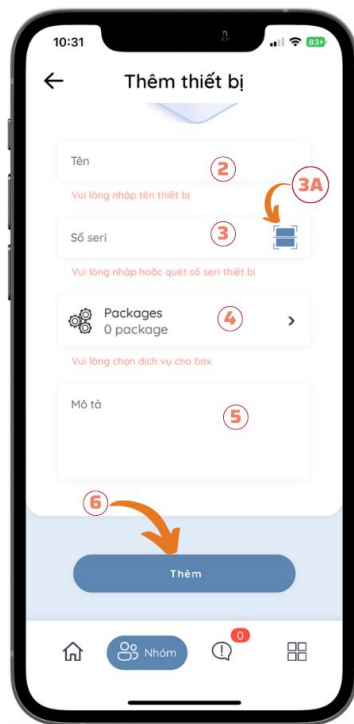 10:31
83+
Thêm thiết bị
Tên
2
Vui lòng nhập tên thiết bị
3A
Số seri
3
Vui lòng nhập hoặc quét số seri thiết bị
Packages
0 package
4
Vui lòng chọn dịch vụ cho box
Mô tả
5
6
Thêm
Nhóm
0